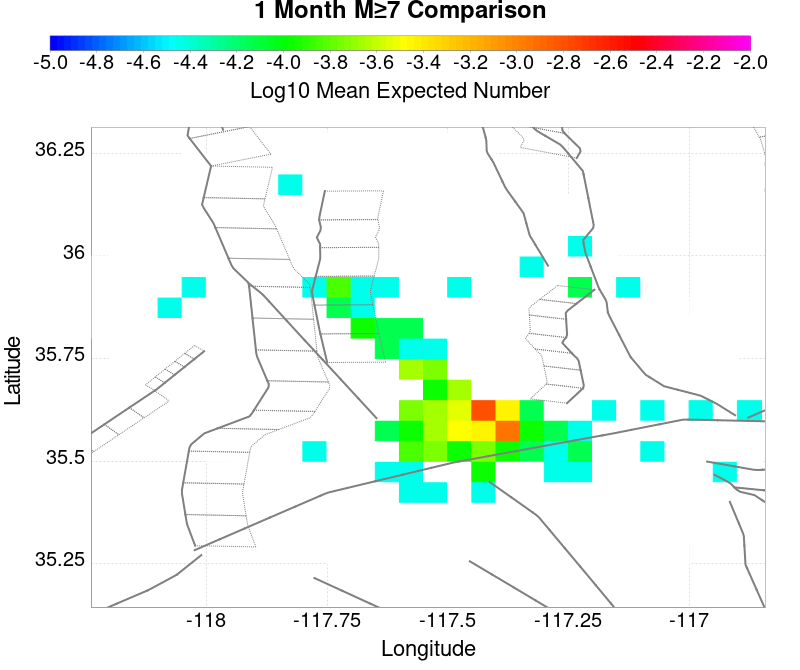 1 Month M≥7 Comparison
-5.0 -4.8 -4.6 -4.4 -4.2 -4.0 -3.8 -3.6 -3.4 -3.2 -3.0 -2.8 -2.6 -2.4 -2.2 -2.0
Log10 Mean Expected Number
36.25
36
35.75
35.5
35.25
Latitude
-118 -117.75 -117.5 -117.25 -117
Longitude